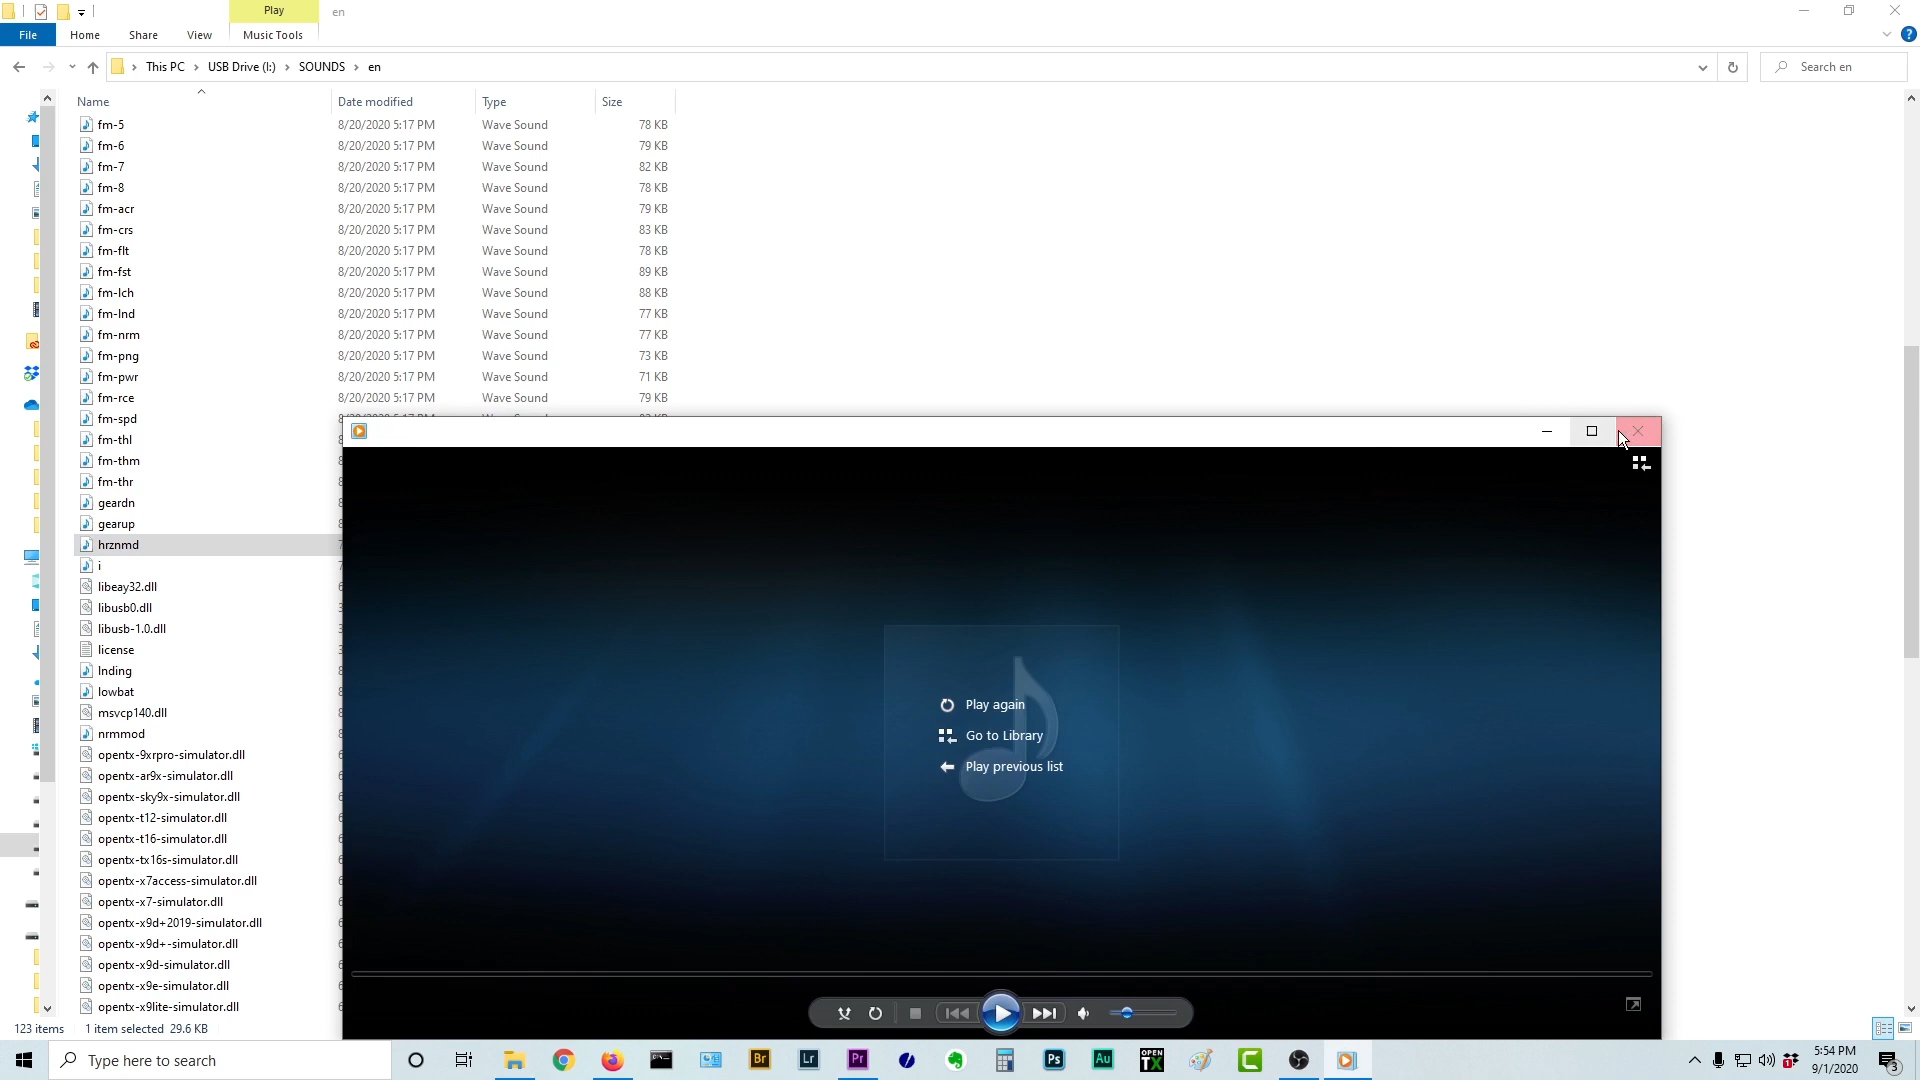 Play
en
File
Home
Share
View
Music Tools
This PC
USB Drive (I:)
SOUNDS
en
Search en
Name
Date modified
Type
Size
fm-5 8/20/2020 5:17 PM Wave Sound 78 KB
fm-6 8/20/2020 5:17 PM Wave Sound 79 KB
fm-7 8/20/2020 5:17 PM Wave Sound 82 KB
fm-8 8/20/2020 5:17 PM Wave Sound 78 KB
fm-acr 8/20/2020 5:17 PM Wave Sound 79 KB
fm-crs 8/20/2020 5:17 PM Wave Sound 83 KB
fm-flt 8/20/2020 5:17 PM Wave Sound 78 KB
fm-fst 8/20/2020 5:17 PM Wave Sound 89 KB
fm-lch 8/20/2020 5:17 PM Wave Sound 88 KB
fm-lnd 8/20/2020 5:17 PM Wave Sound 77 KB
fm-nrm 8/20/2020 5:17 PM Wave Sound 77 KB
fm-png 8/20/2020 5:17 PM Wave Sound 73 KB
fm-pwr 8/20/2020 5:17 PM Wave Sound 71 KB
fm-rce 8/20/2020 5:17 PM Wave Sound 79 KB
fm-spd
fm-thl
fm-thm
fm-thr
geardn
gearup
hrznmd
i
libeay32.dll
libusb0.dll
libusb-1.0.dll
license
lnding
lowbat
msvcp140.dll
nrmmod
opentx-9xrpro-simulator.dll
opentx-ar9x-simulator.dll
opentx-sky9x-simulator.dll
opentx-t12-simulator.dll
opentx-t16-simulator.dll
opentx-tx16s-simulator.dll
opentx-x7access-simulator.dll
opentx-x7-simulator.dll
opentx-x9d+2019-simulator.dll
opentx-x9d+-simulator.dll
opentx-x9d-simulator.dll
opentx-x9e-simulator.dll
opentx-x9lite-simulator.dll
Play again
Go to Library
Play previous list
123 items
1 item selected 29.6 KB
Type here to search
Br
Lr
Pr
Ps
Au
OPEN
TX
5:54 PM
9/1/2020
3